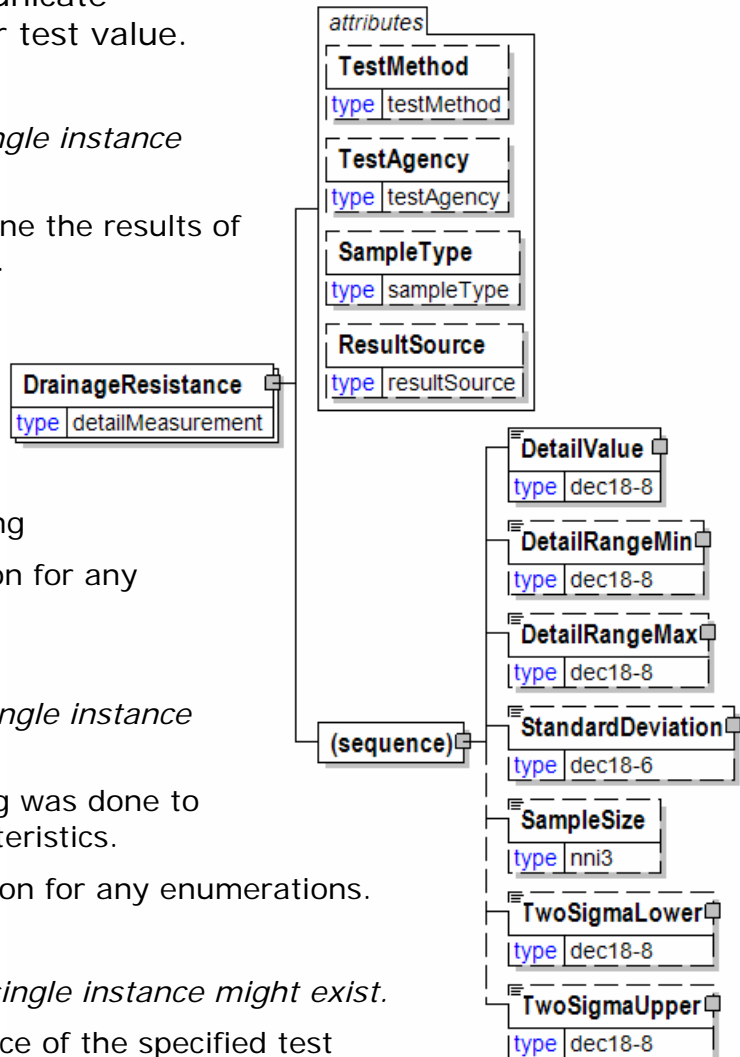 unicate
r test value.
ngle instance
ne the results of
.
ng
on for any
ngle instance
g was done to
teristics.
on for any enumerations.
single instance might exist.
ce of the specified test
DrainageResistance
type detailMeasurement
attributes
TestMethod
type testMethod
TestAgency
type testAgency
SampleType
type sampleType
ResultSource
type resultSource
(sequence)
DetailValue
type dec18-8
DetailRangeMin
type dec18-8
DetailRangeMax
type dec18-8
StandardDeviation
type dec18-6
SampleSize
type nni3
TwoSigmaLower
type dec18-8
TwoSigmaUpper
type dec18-8